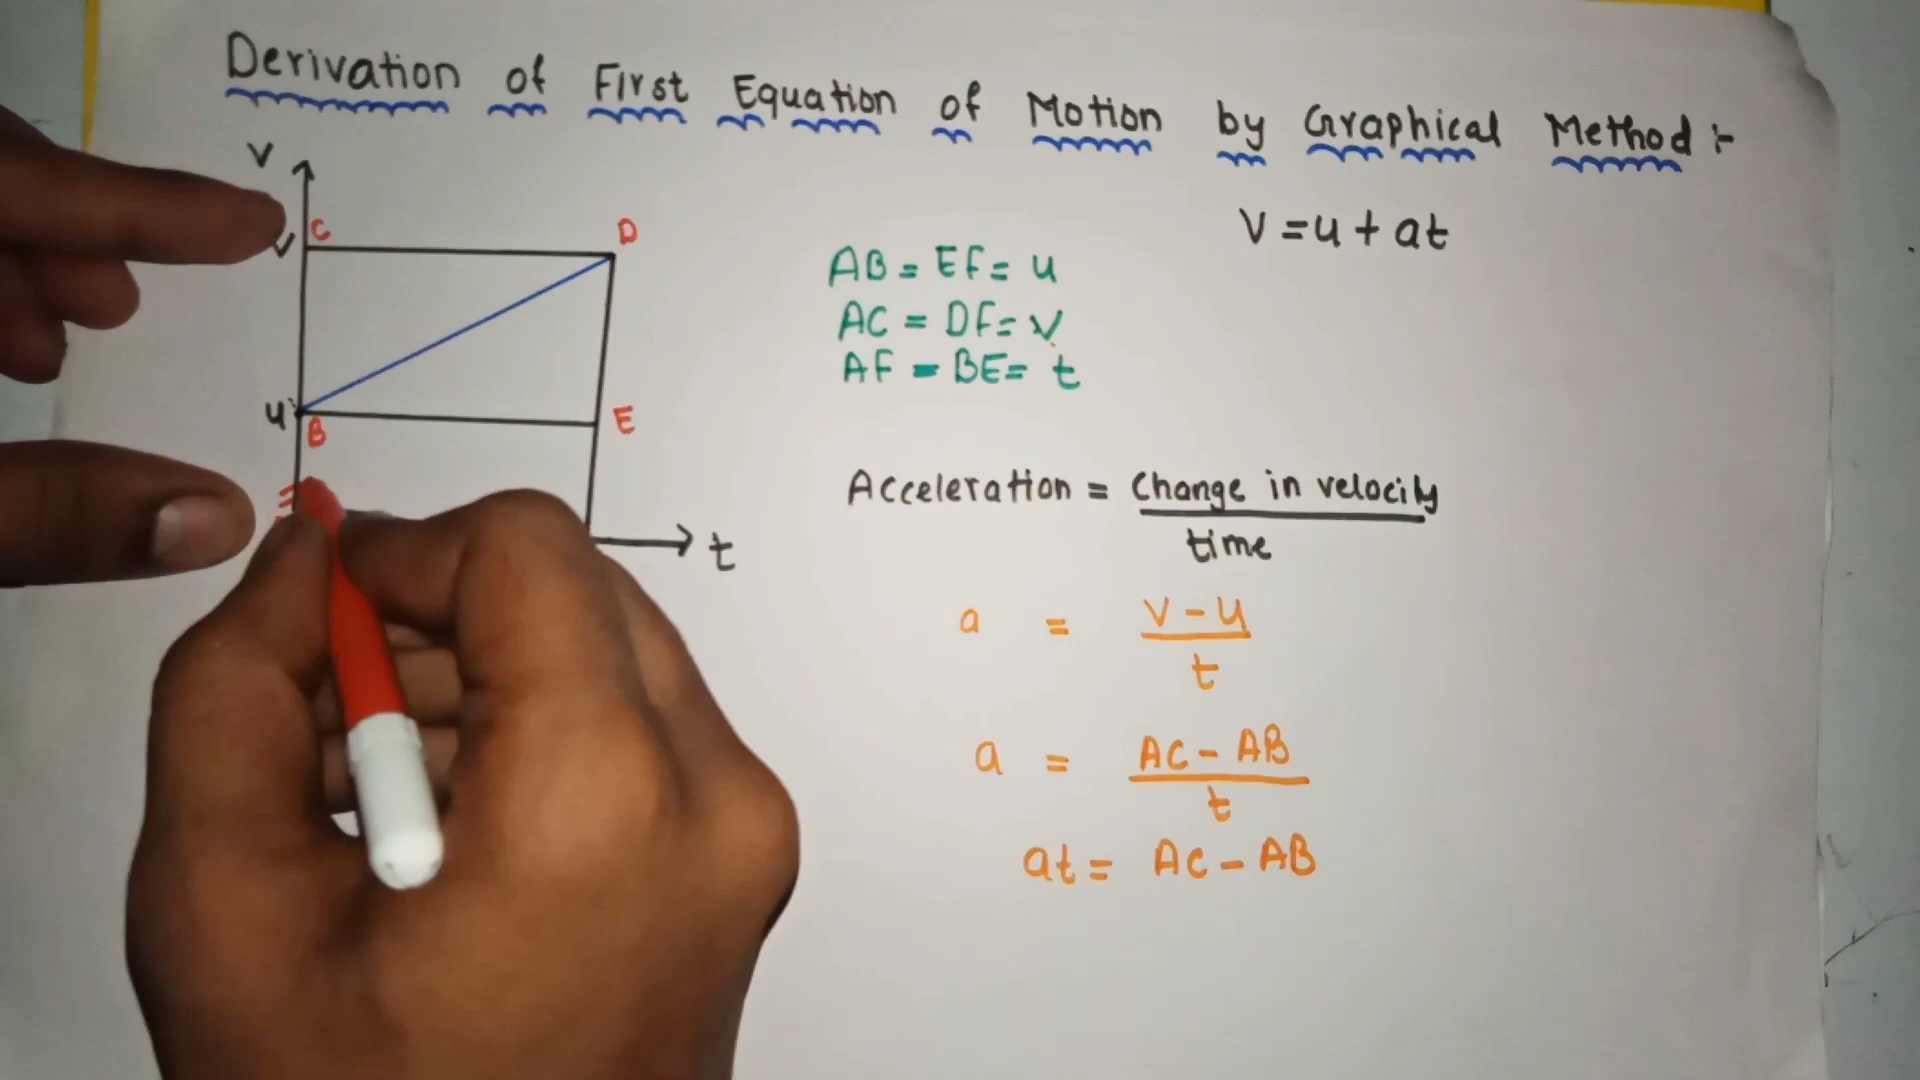 Derivation of First Equation of Motion by Graphical Method :-
V = u + at
V
V
C
D
u
B
E
t
AB = EF = u
AC = DF = V
AF = BE = t
Acceleration = Change in velocity
time
a = V - u
t
a = AC - AB
t
at = AC - AB